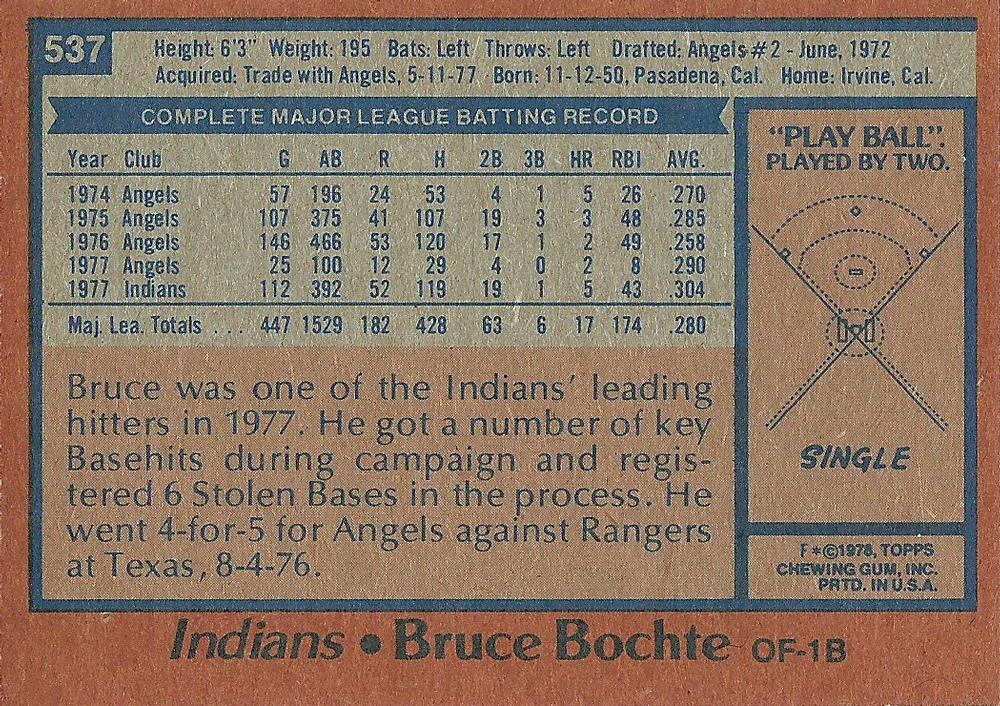 537
Height: 6'3" Weight: 195 Bats: Left Throws: Left Drafted: Angels #2 - June, 1972
Acquired: Trade with Angels, 5-11-77 Born: 11-12-50, Pasadena, Cal. Home: Irvine, Cal.
COMPLETE MAJOR LEAGUE BATTING RECORD
Year Club G AB R H 2B 3B HR RBI AVG.
1974 Angels 57 196 24 53 4 1 5 26 .270
1975 Angels 107 375 41 107 19 3 3 48 .285
1976 Angels 146 466 53 120 17 1 2 49 .258
1977 Angels 25 100 12 29 4 0 2 8 .290
1977 Indians 112 392 52 119 19 1 5 43 .304
Maj. Lea. Totals . . . 447 1529 182 428 63 6 17 174 .280
Bruce was one of the Indians' leading
hitters in 1977. He got a number of key
Basehits during campaign and regis-
tered 6 Stolen Bases in the process. He
went 4-for-5 for Angels against Rangers
at Texas, 8-4-76.
"PLAY BALL".
PLAYED BY TWO.
SINGLE
F*©1978, TOPPS
CHEWING GUM, INC.
PRTD. IN U.S.A.
Indians • Bruce Bochte OF-1B